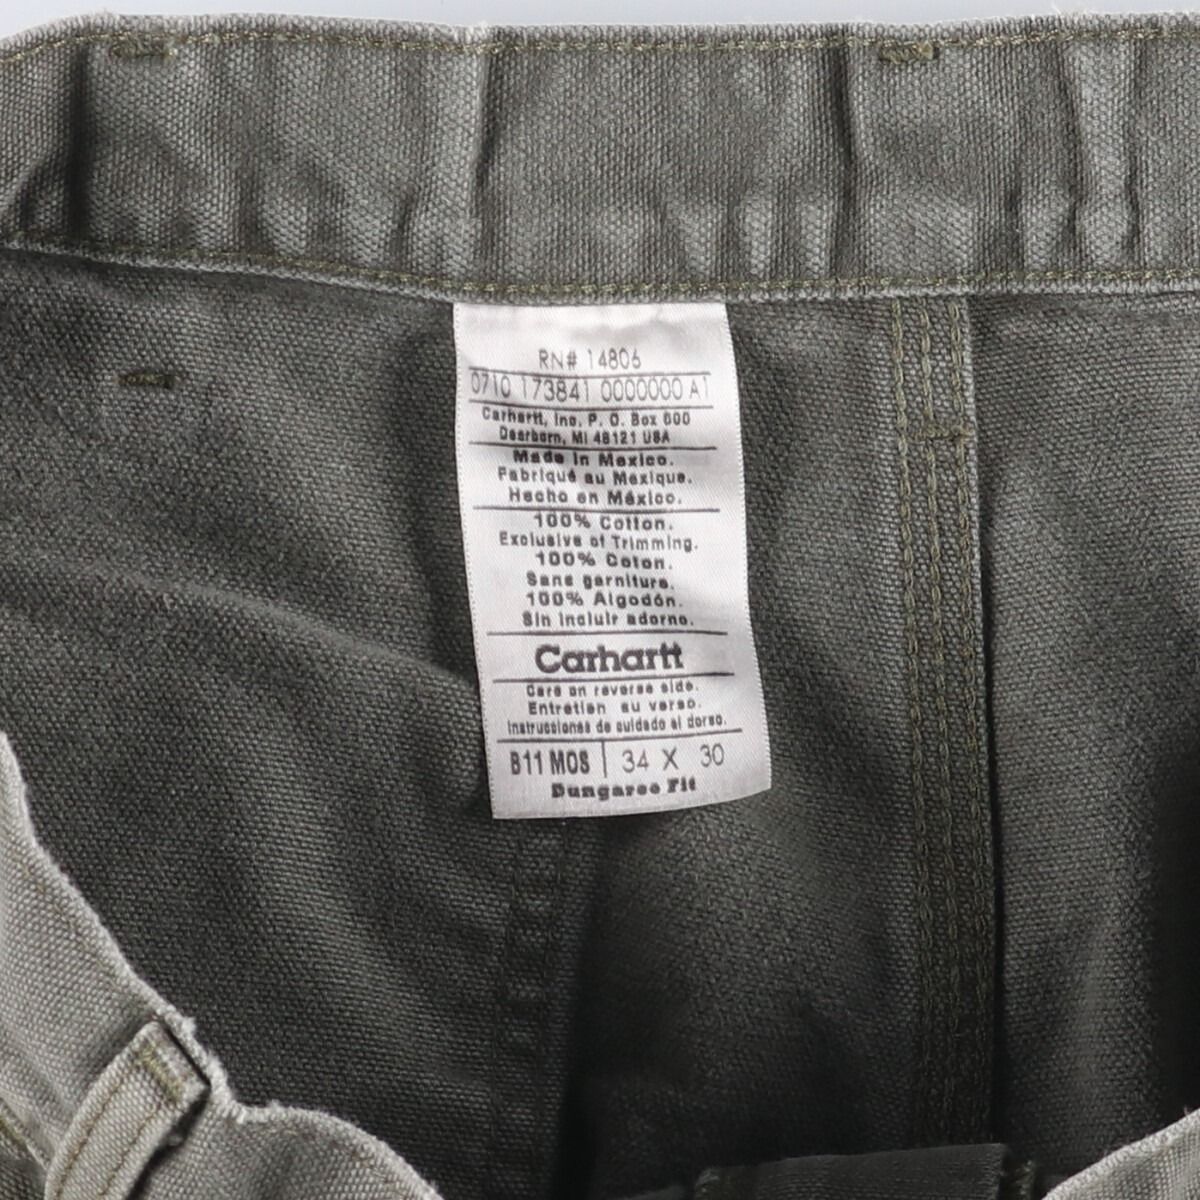 RN# 14806
0710 173841 0000000 A1
Carhartt, Inc. P. O. Box 600
Dearborn, MI 48121 USA
Made in Mexico.
Fabriqué au Mexique.
Hecho en México.
100% Cotton.
Exclusive of Trimming.
100% Coton.
Sans garniture.
100% Algodón.
Sin incluir adorno.
Carhartt
Care on reverse side.
Entretien au verso.
Instrucciones de cuidado al dorso.
B11 MOS | 34 X 30
Dungaree Fit